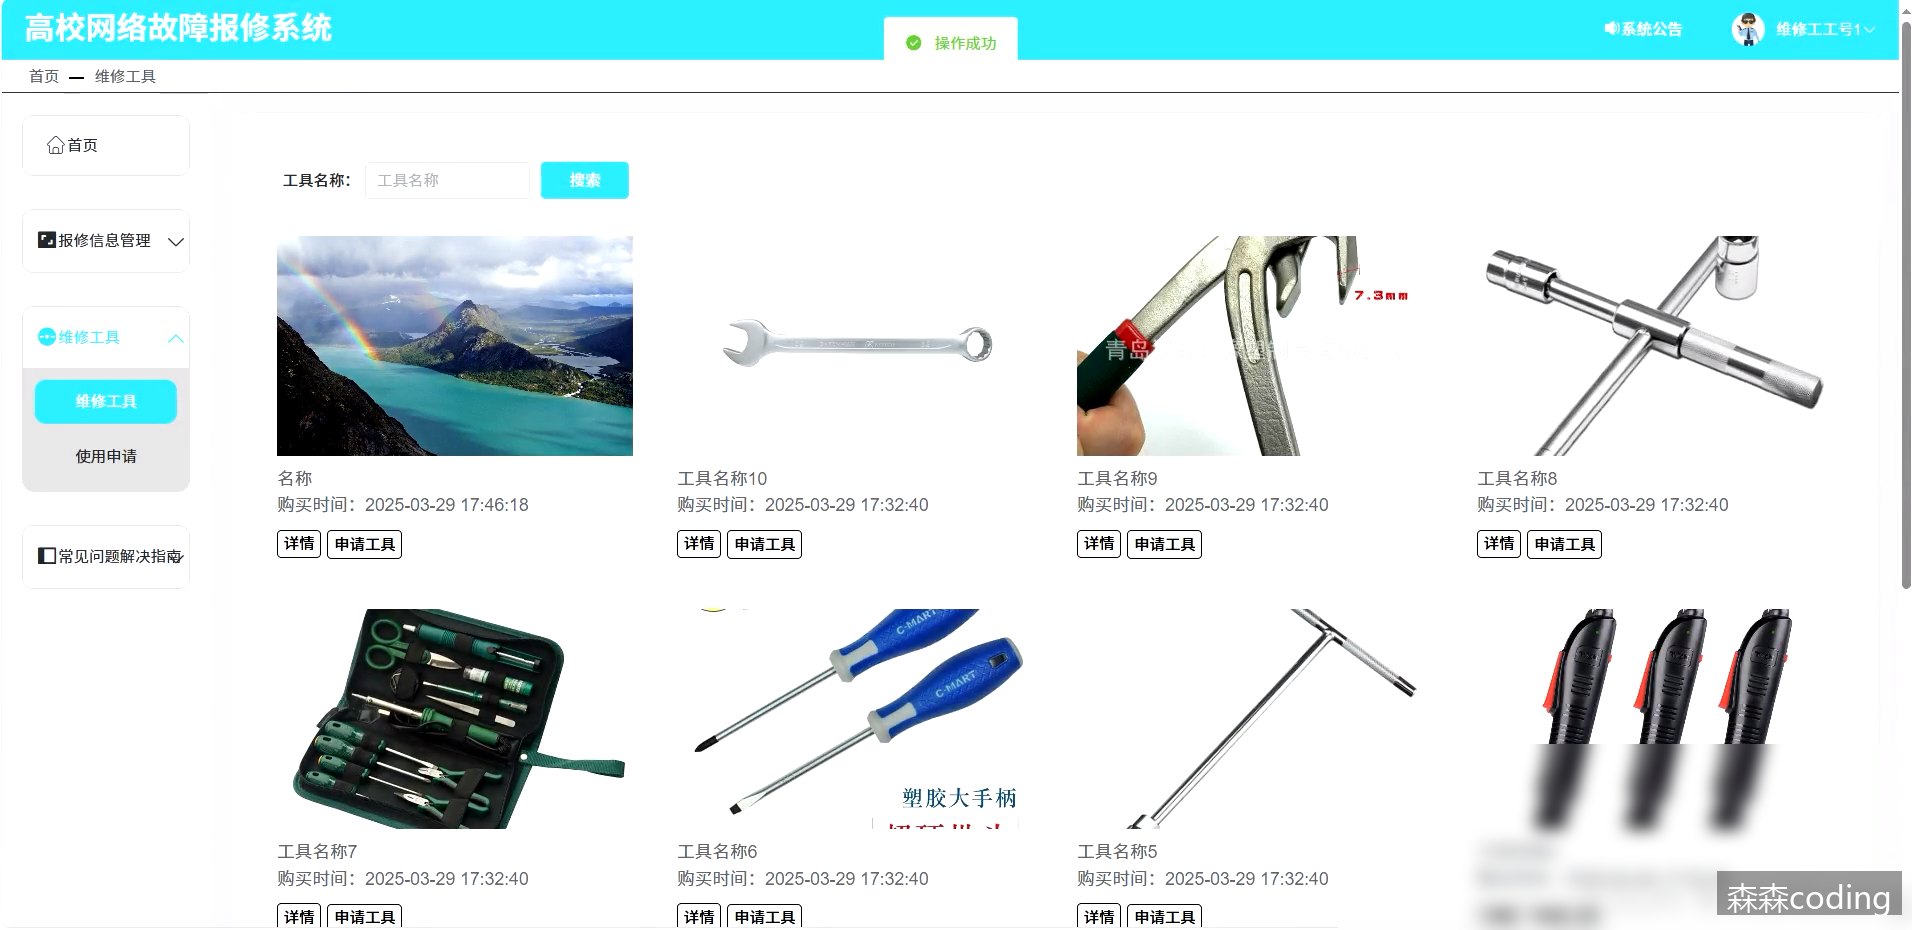 高校网络故障报修系统
操作成功
系统公告
维修工工号1
首页 — 维修工具
首页
报修信息管理
维修工具
维修工具
使用申请
常见问题解决指南
工具名称：
工具名称
搜索
7.3mm
青岛
名称
购买时间：2025-03-29 17:46:18
详情
申请工具
工具名称10
购买时间：2025-03-29 17:32:40
详情
申请工具
工具名称9
购买时间：2025-03-29 17:32:40
详情
申请工具
工具名称8
购买时间：2025-03-29 17:32:40
详情
申请工具
C-MART
C-MART
塑胶大手柄
工具名称7
购买时间：2025-03-29 17:32:40
详情
申请工具
工具名称6
购买时间：2025-03-29 17:32:40
详情
申请工具
工具名称5
购买时间：2025-03-29 17:32:40
详情
申请工具
森森coding